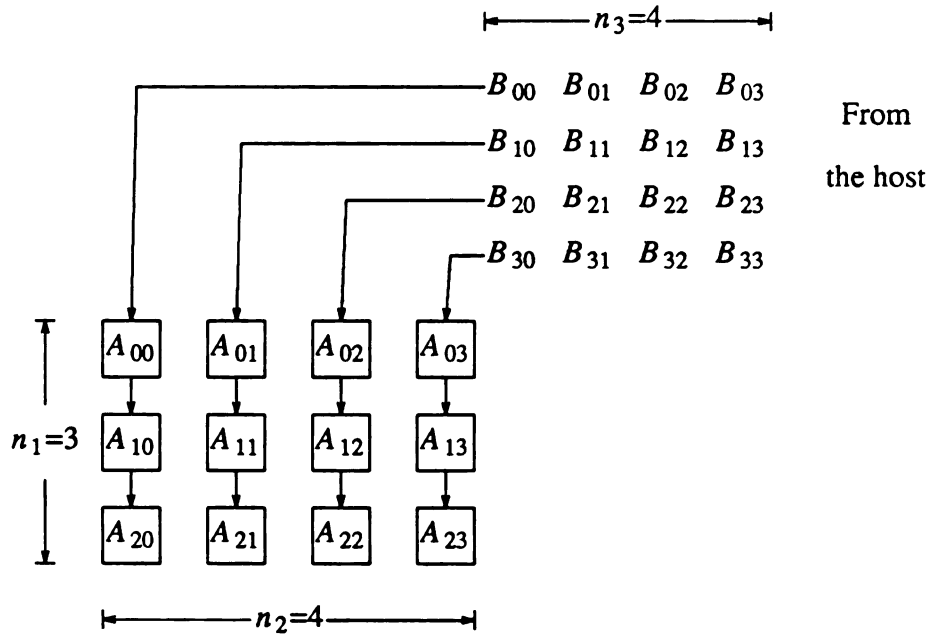 n₃=4
B₀₀ B₀₁ B₀₂ B₀₃
B₁₀ B₁₁ B₁₂ B₁₃
B₂₀ B₂₁ B₂₂ B₂₃
B₃₀ B₃₁ B₃₂ B₃₃
From
the host
A₀₀ A₀₁ A₀₂ A₀₃
n₁=3
A₁₀ A₁₁ A₁₂ A₁₃
A₂₀ A₂₁ A₂₂ A₂₃
n₂=4